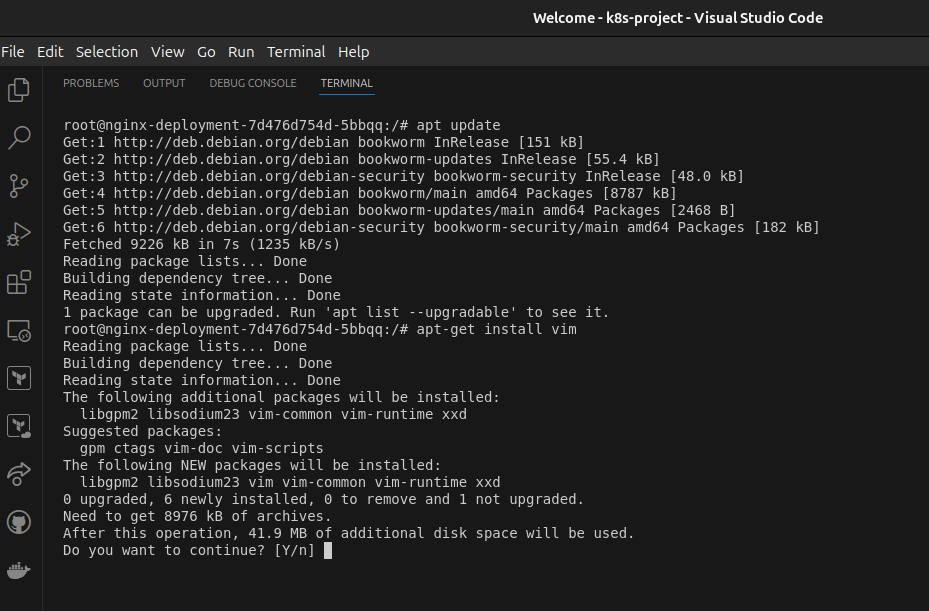 Welcome - k8s-project - Visual Studio Code
File Edit Selection View Go Run Terminal Help
PROBLEMS OUTPUT DEBUG CONSOLE TERMINAL
root@nginx-deployment-7d476d754d-5bbqq:/# apt update
Get:1 http://deb.debian.org/debian bookworm InRelease [151 kB]
Get:2 http://deb.debian.org/debian bookworm-updates InRelease [55.4 kB]
Get:3 http://deb.debian.org/debian-security bookworm-security InRelease [48.0 kB]
Get:4 http://deb.debian.org/debian bookworm/main amd64 Packages [8787 kB]
Get:5 http://deb.debian.org/debian bookworm-updates/main amd64 Packages [2468 B]
Get:6 http://deb.debian.org/debian-security bookworm-security/main amd64 Packages [182 kB]
Fetched 9226 kB in 7s (1235 kB/s)
Reading package lists... Done
Building dependency tree... Done
Reading state information... Done
1 package can be upgraded. Run 'apt list --upgradable' to see it.
root@nginx-deployment-7d476d754d-5bbqq:/# apt-get install vim
Reading package lists... Done
Building dependency tree... Done
Reading state information... Done
The following additional packages will be installed:
  libgpm2 libsodium23 vim-common vim-runtime xxd
Suggested packages:
  gpm ctags vim-doc vim-scripts
The following NEW packages will be installed:
  libgpm2 libsodium23 vim vim-common vim-runtime xxd
0 upgraded, 6 newly installed, 0 to remove and 1 not upgraded.
Need to get 8976 kB of archives.
After this operation, 41.9 MB of additional disk space will be used.
Do you want to continue? [Y/n]